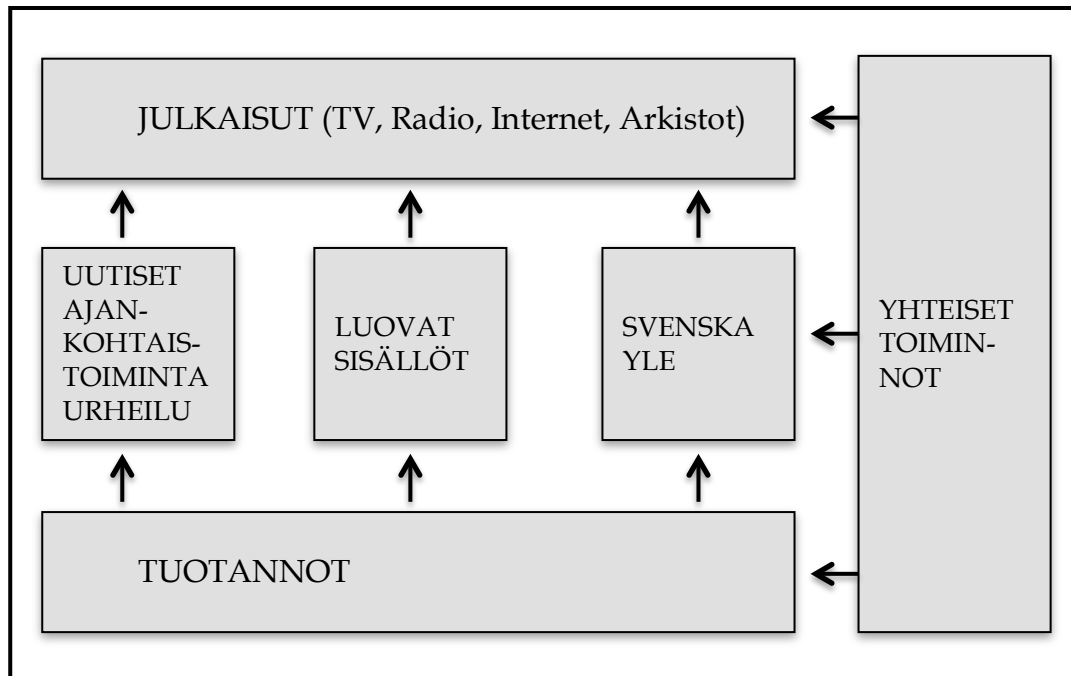 JULKAISUT (TV, Radio, Internet, Arkistot)
UUTISET
AJAN-
KOHTAIS-
TOIMINTA
URHEILU
LUOVAT
SISÄLLÖT
SVENSKA
YLE
YHTEISET
TOIMIN-
NOT
TUOTANNOT